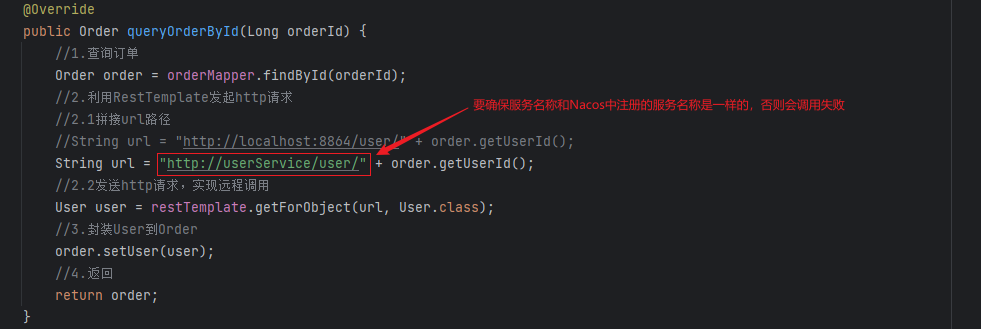 @Override
public Order queryOrderById(Long orderId) {
//1.查询订单
Order order = orderMapper.findById(orderId);
//2.利用RestTemplate发起http请求
//2.1拼接url路径
要确保服务名称和Nacos中注册的服务名称是一样的，否则会调用失败
//String url = "http://localhost:8864/user/" + order.getUserId();
String url = "http://userService/user/" + order.getUserId();
//2.2发送http请求，实现远程调用
User user = restTemplate.getForObject(url, User.class);
//3.封装User到Order
order.setUser(user);
//4.返回
return order;
}